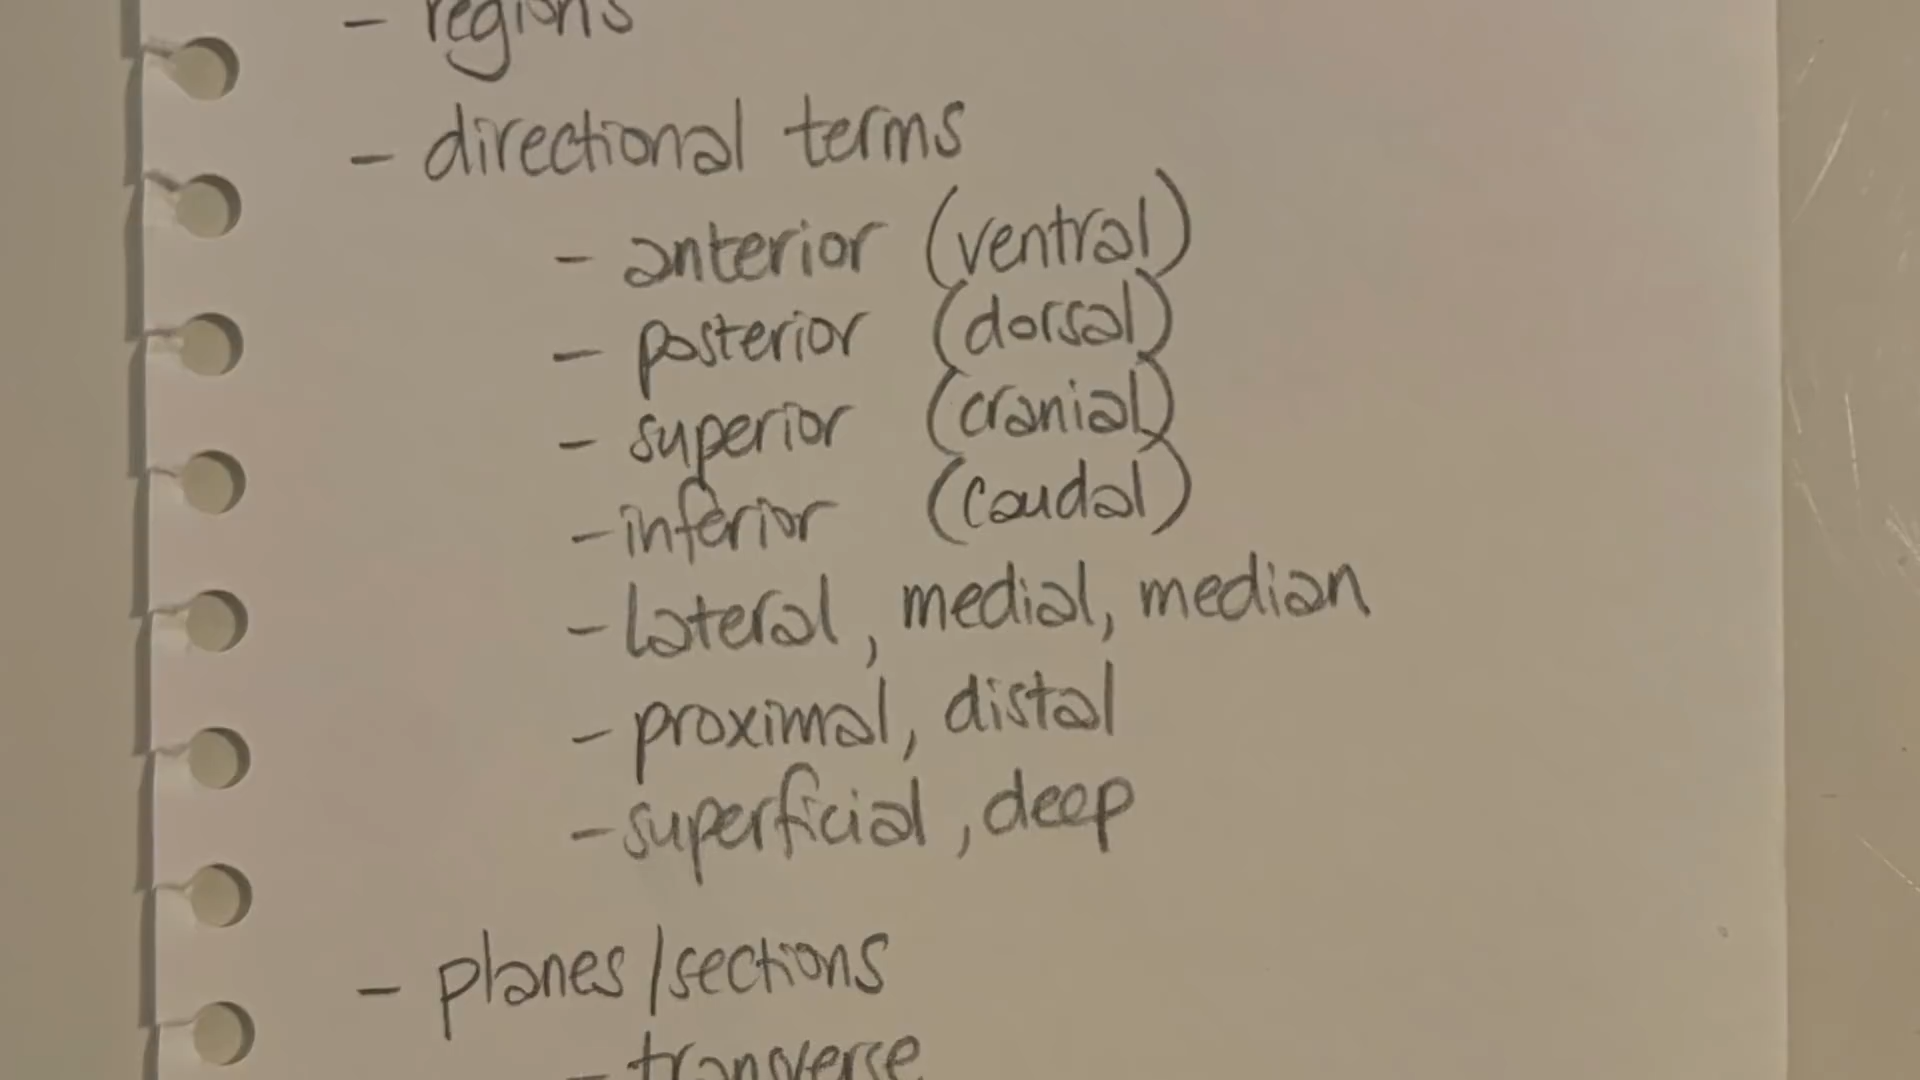 - regions
- directional terms
- anterior (ventral)
- posterior (dorsal)
- superior (cranial)
- inferior (caudal)
- lateral, medial, median
- proximal, distal
- superficial, deep
- planes/sections
- transverse